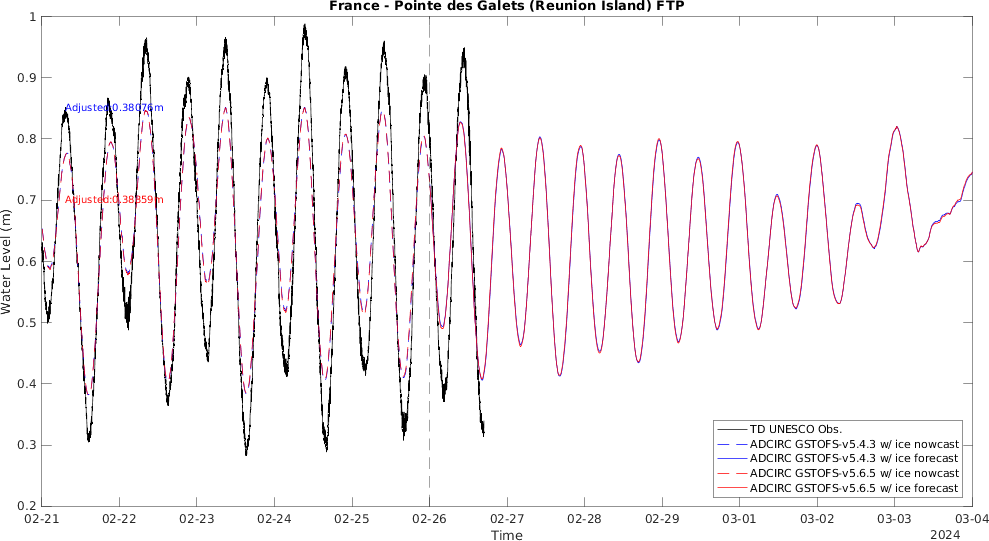 France - Pointe des Galets (Reunion Island) FTP
1
0.9
0.8
0.7
0.6
0.5
0.4
0.3
0.2
Water Level (m)
Adjusted:0.38076m
Adjusted:0.38859m
TD UNESCO Obs.
ADCIRC GSTOFS-v5.4.3 w/ ice nowcast
ADCIRC GSTOFS-v5.4.3 w/ ice forecast
ADCIRC GSTOFS-v5.6.5 w/ ice nowcast
ADCIRC GSTOFS-v5.6.5 w/ ice forecast
02-21 02-22 02-23 02-24 02-25 02-26 02-27 02-28 02-29 03-01 03-02 03-03 03-04
Time
2024